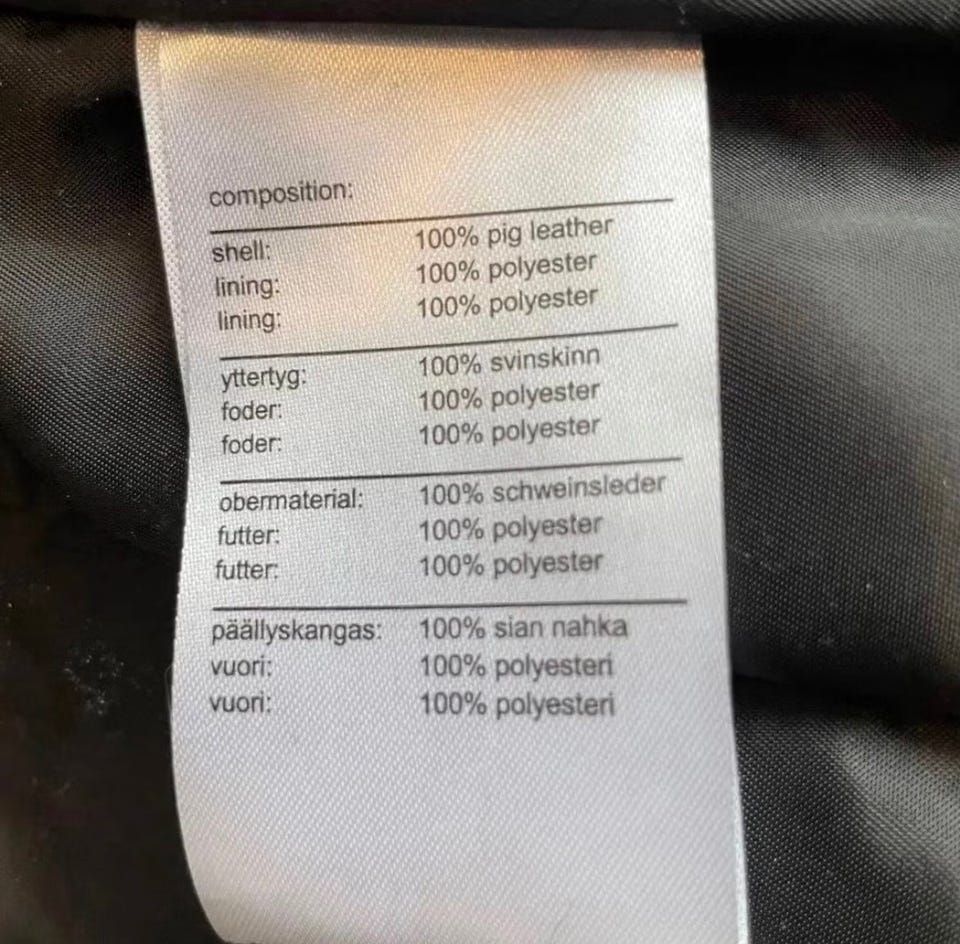 composition:
shell: 100% pig leather
lining: 100% polyester
lining: 100% polyester
yttertyg: 100% svinskinn
foder: 100% polyester
foder: 100% polyester
obermaterial: 100% schweinsleder
futter: 100% polyester
futter: 100% polyester
päällyskangas: 100% sian nahka
vuori: 100% polyesteri
vuori: 100% polyesteri